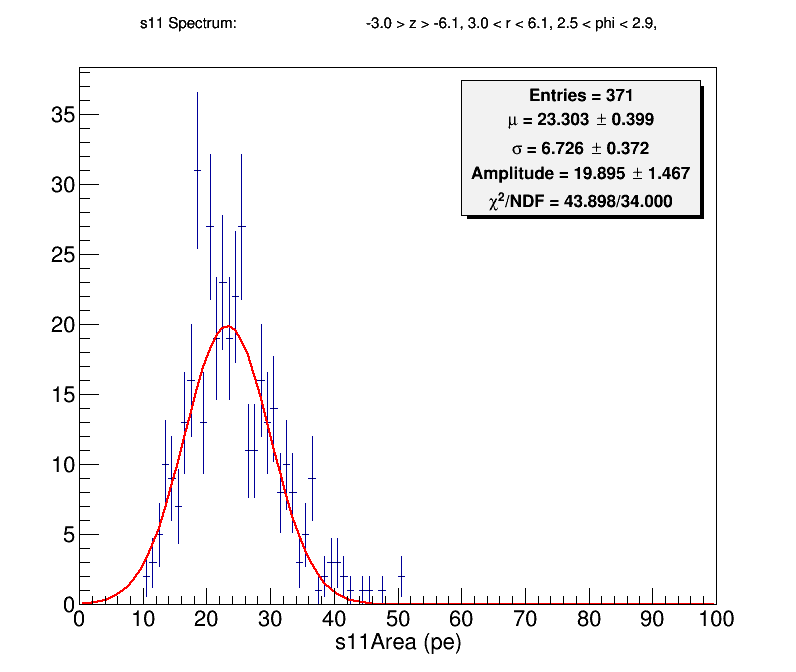 s11 Spectrum: -3.0 > z > -6.1, 3.0 < r < 6.1, 2.5 < phi < 2.9,
Entries = 371
μ = 23.303 ± 0.399
σ = 6.726 ± 0.372
Amplitude = 19.895 ± 1.467
χ²/NDF = 43.898/34.000
35
30
25
20
15
10
5
0
0 10 20 30 40 50 60 70 80 90 100
s11Area (pe)